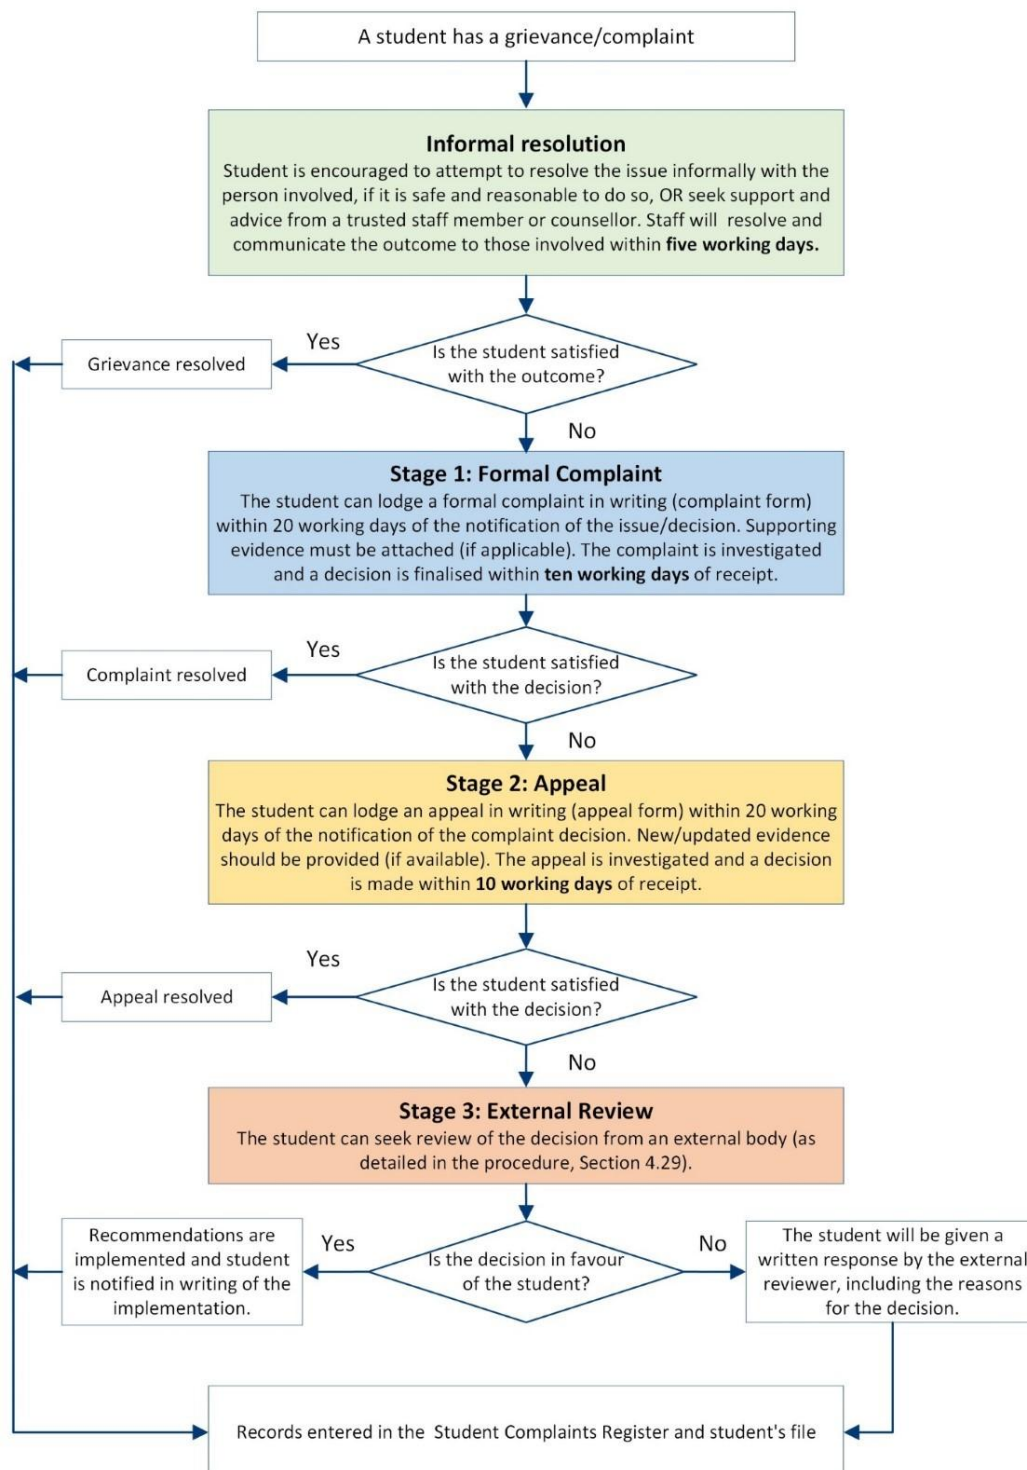 A student has a grievance/complaint
Informal resolution
Student is encouraged to attempt to resolve the issue informally with the
person involved, if it is safe and reasonable to do so, OR seek support and
advice from a trusted staff member or counsellor. Staff will resolve and
communicate the outcome to those involved within five working days.
Is the student satisfied
with the outcome?
Yes
Grievance resolved
No
Stage 1: Formal Complaint
The student can lodge a formal complaint in writing (complaint form)
within 20 working days of the notification of the issue/decision. Supporting
evidence must be attached (if applicable). The complaint is investigated
and a decision is finalised within ten working days of receipt.
Is the student satisfied
with the decision?
Yes
Complaint resolved
No
Stage 2: Appeal
The student can lodge an appeal in writing (appeal form) within 20 working
days of the notification of the complaint decision. New/updated evidence
should be provided (if available). The appeal is investigated and a decision
is made within 10 working days of receipt.
Is the student satisfied
with the decision?
Yes
Appeal resolved
No
Stage 3: External Review
The student can seek review of the decision from an external body (as
detailed in the procedure, Section 4.29).
Is the decision in favour
of the student?
Yes
Recommendations are
implemented and student
is notified in writing of the
implementation.
No
The student will be given a
written response by the external
reviewer, including the reasons
for the decision.
Records entered in the Student Complaints Register and student's file